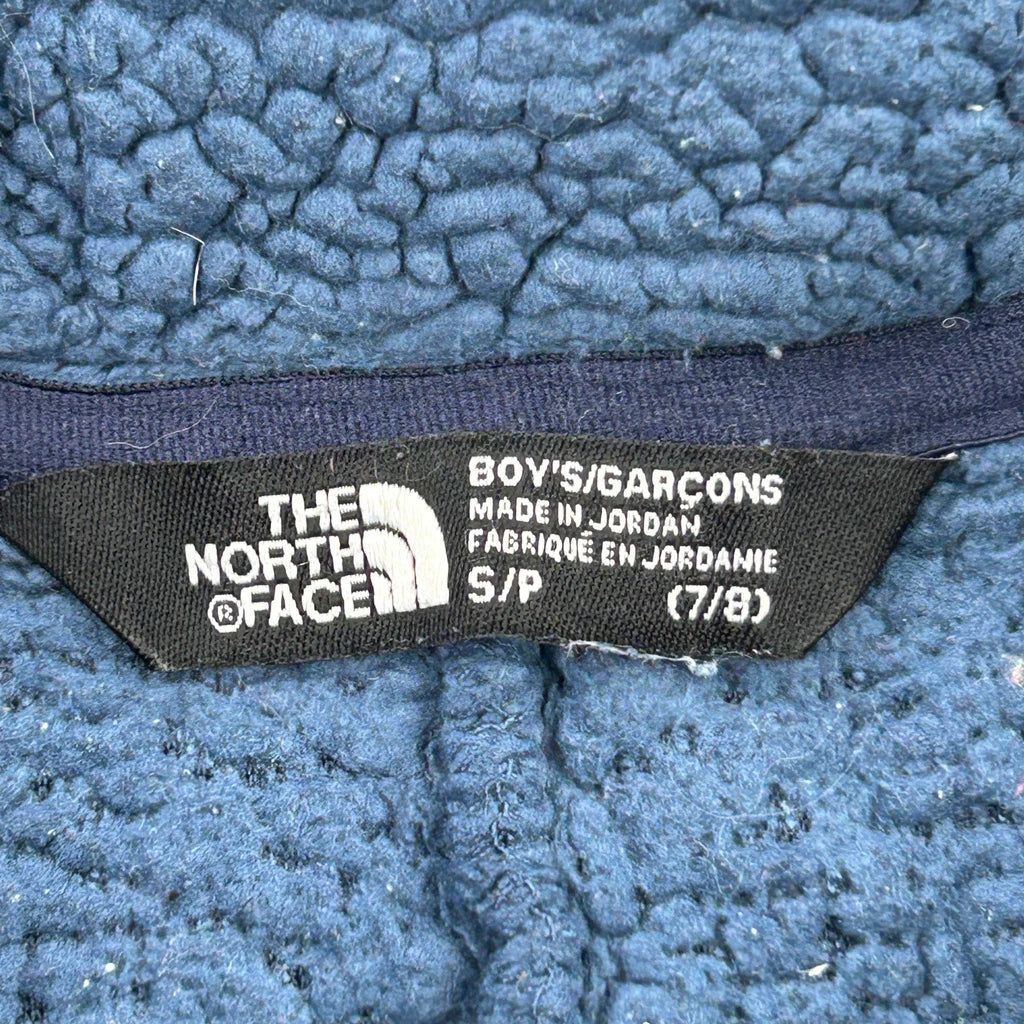 THE
NORTH
®FACE
BOY'S/GARÇONS
MADE IN JORDAN
FABRIQUÉ EN JORDANIE
S/P (7/8)